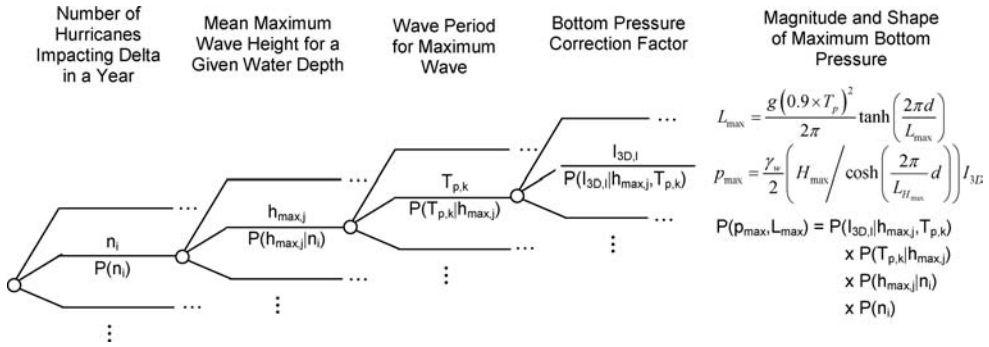 Number of
Hurricanes
Impacting Delta
in a Year
Mean Maximum
Wave Height for a
Given Water Depth
Wave Period
for Maximum
Wave
Bottom Pressure
Correction Factor
Magnitude and Shape
of Maximum Bottom
Pressure
n_i
P(n_i)
h_max,j
P(h_max,j|n_i)
T_p,k
P(T_p,k|h_max,j)
I_3D,l
P(I_3D,l|h_max,j,T_p,k)
L_max = g(0.9 × T_p)^2 / 2π tanh(2πd / L_max)
p_max = γ_w / 2 (H_max / cosh(2π / L_H_max d)) I_3D
P(p_max,L_max) = P(I_3D,l|h_max,j,T_p,k)
x P(T_p,k|h_max,j)
x P(h_max,j|n_i)
x P(n_i)